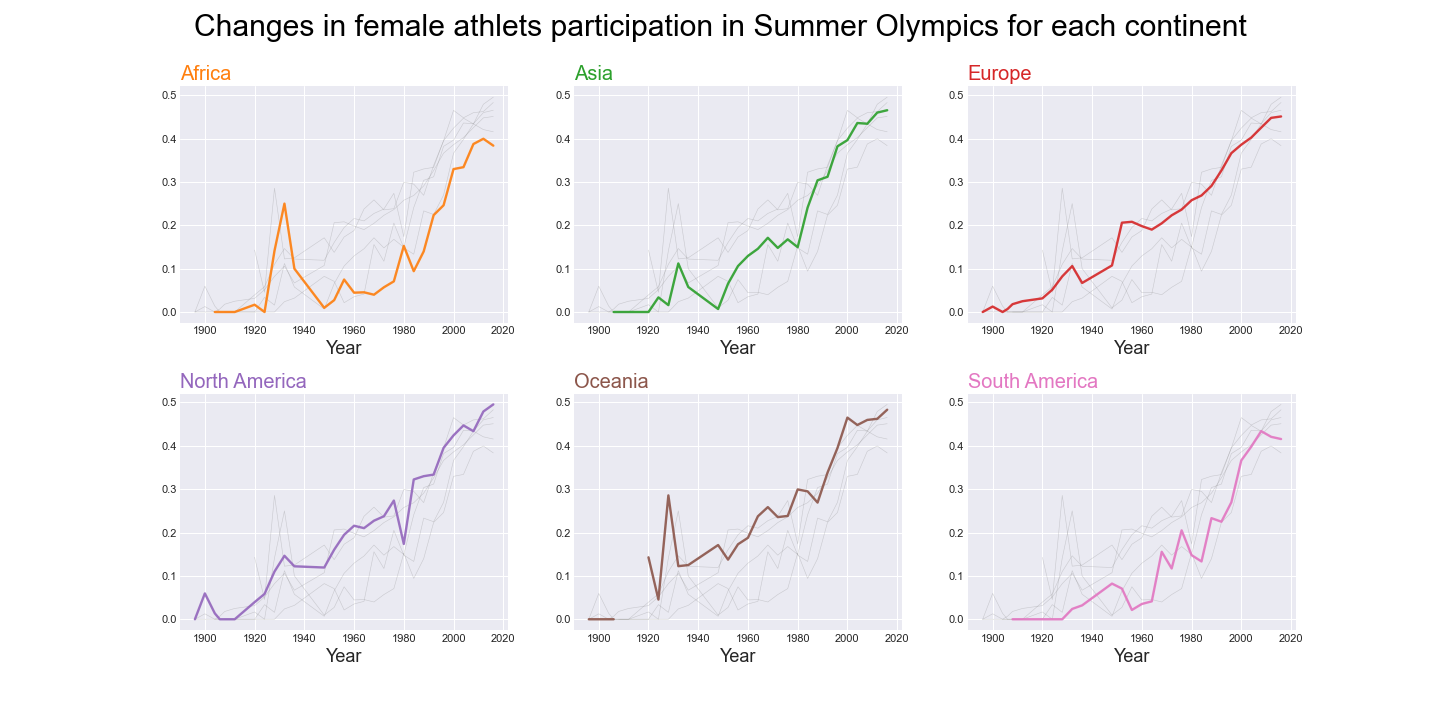 Changes in female athlets participation in Summer Olympics for each continent
Africa Asia Europe
0.5 0.5 0.5
0.4 0.4 0.4
0.3 0.3 0.3
0.2 0.2 0.2
0.1 0.1 0.1
0.0 0.0 0.0
1900 1920 1940 1960 1980 2000 2020 1900 1920 1940 1960 1980 2000 2020 1900 1920 1940 1960 1980 2000 2020
Year Year Year
North America Oceania South America
0.5 0.5 0.5
0.4 0.4 0.4
0.3 0.3 0.3
0.2 0.2 0.2
0.1 0.1 0.1
0.0 0.0 0.0
1900 1920 1940 1960 1980 2000 2020 1900 1920 1940 1960 1980 2000 2020 1900 1920 1940 1960 1980 2000 2020
Year Year Year